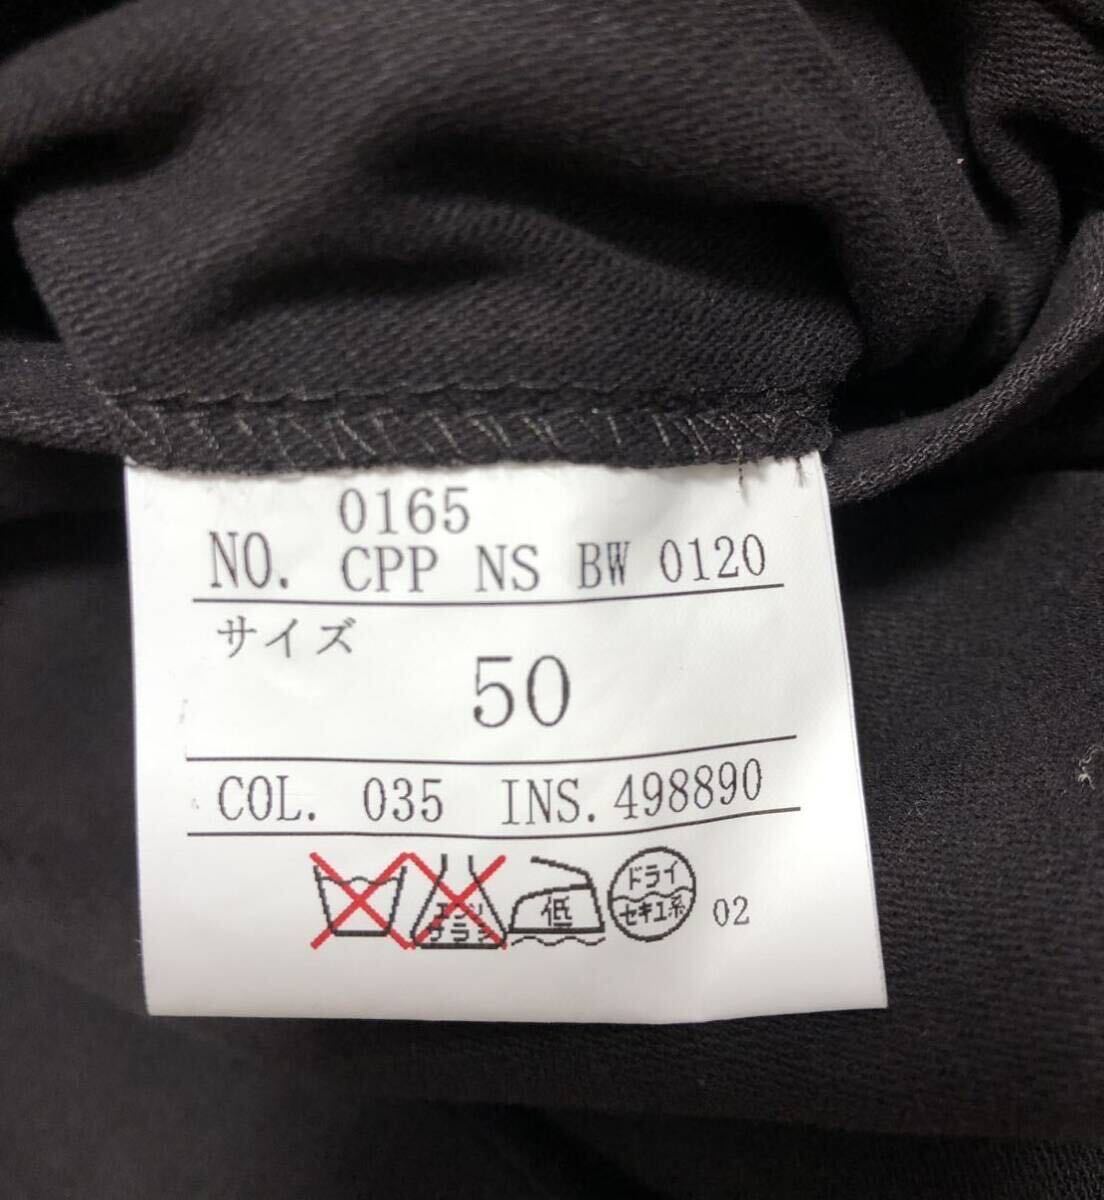 0165
NO. CPP NS BW 0120
サイズ
50
COL. 035 INS. 498890
エンソ
サラシ
低
ドライ
セキユ系
02